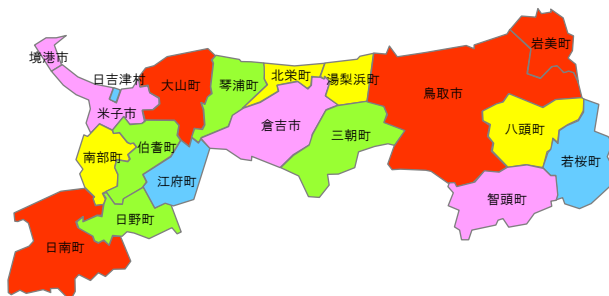 岩美町
境港市
日吉津村
大山町
琴浦町
北栄町
湯梨浜町
鳥取市
米子市
倉吉市
三朝町
八頭町
南部町
伯耆町
若桜町
江府町
智頭町
日野町
日南町